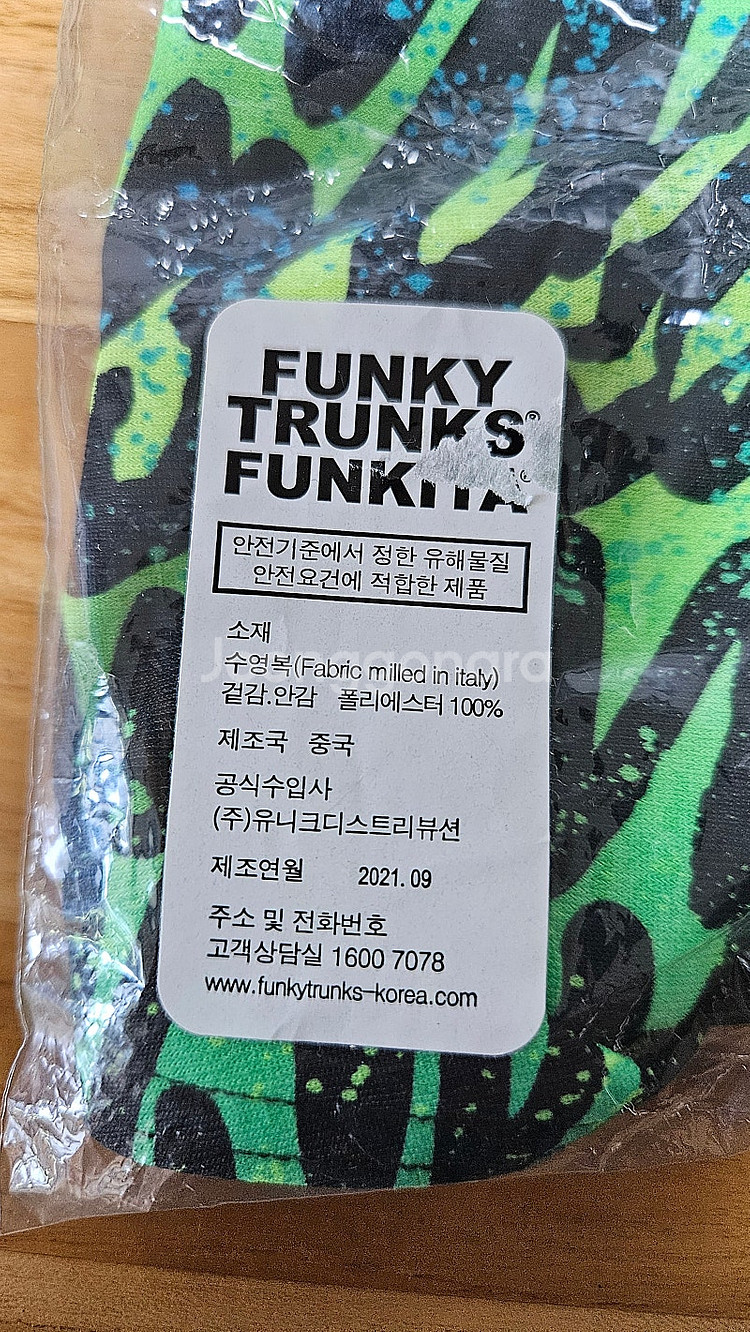 FUNKY
TRUNKS®
FUNKITA®
안전기준에서 정한 유해물질
안전요건에 적합한 제품
소재
수영복(Fabric milled in italy)
겉감.안감 폴리에스터 100%
제조국 중국
공식수입사
(주)유니크디스트리뷰션
제조연월 2021. 09
주소 및 전화번호
고객상담실 1600 7078
www.funkytrunks-korea.com
Joonggonara